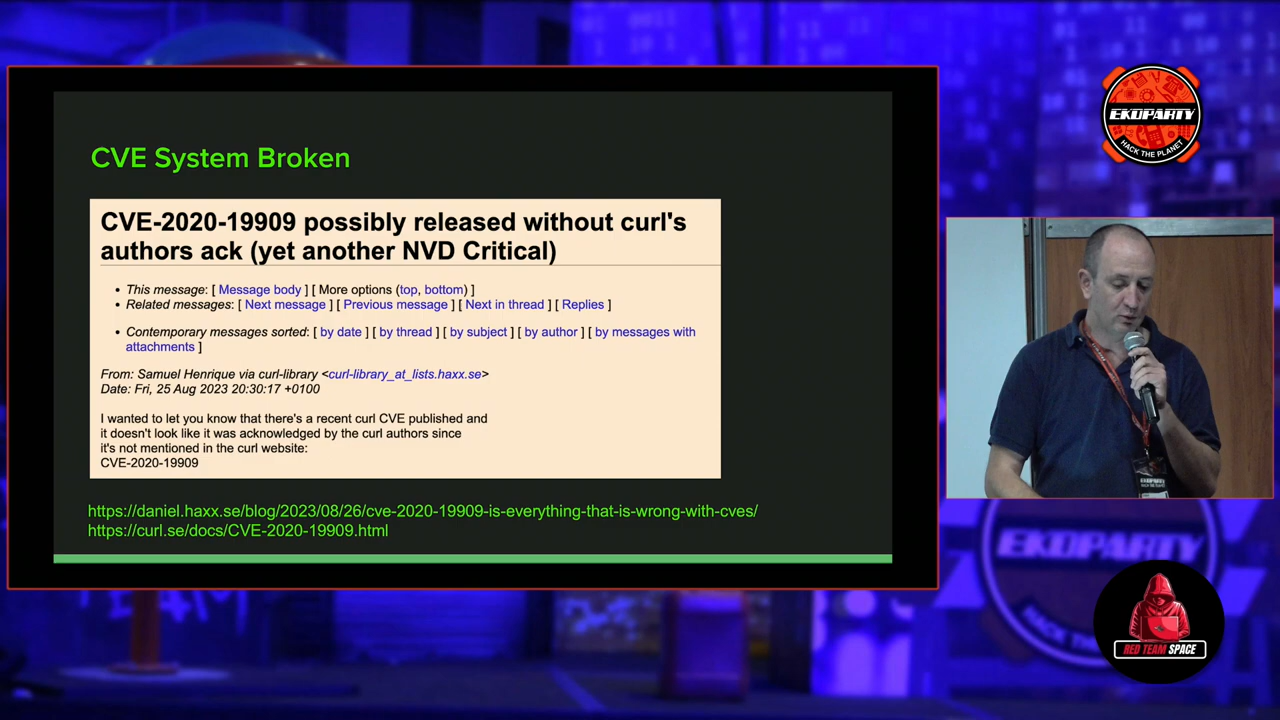 CVE System Broken
CVE-2020-19909 possibly released without curl's
authors ack (yet another NVD Critical)
• This message: [ Message body ] [ More options (top, bottom) ]
• Related messages: [ Next message ] [ Previous message ] [ Next in thread ] [ Replies ]
• Contemporary messages sorted: [ by date ] [ by thread ] [ by subject ] [ by author ] [ by messages with
attachments ]
From: Samuel Henrique via curl-library <curl-library_at_lists.haxx.se>
Date: Fri, 25 Aug 2023 20:30:17 +0100
I wanted to let you know that there's a recent curl CVE published and
it doesn't look like it was acknowledged by the curl authors since
it's not mentioned in the curl website:
CVE-2020-19909
https://daniel.haxx.se/blog/2023/08/26/cve-2020-19909-is-everything-that-is-wrong-with-cves/
https://curl.se/docs/CVE-2020-19909.html
EKOPARTY
HACK THE PLANET
EKOPARTY
EKOPARTY
HACK THE
RED TEAM SPACE